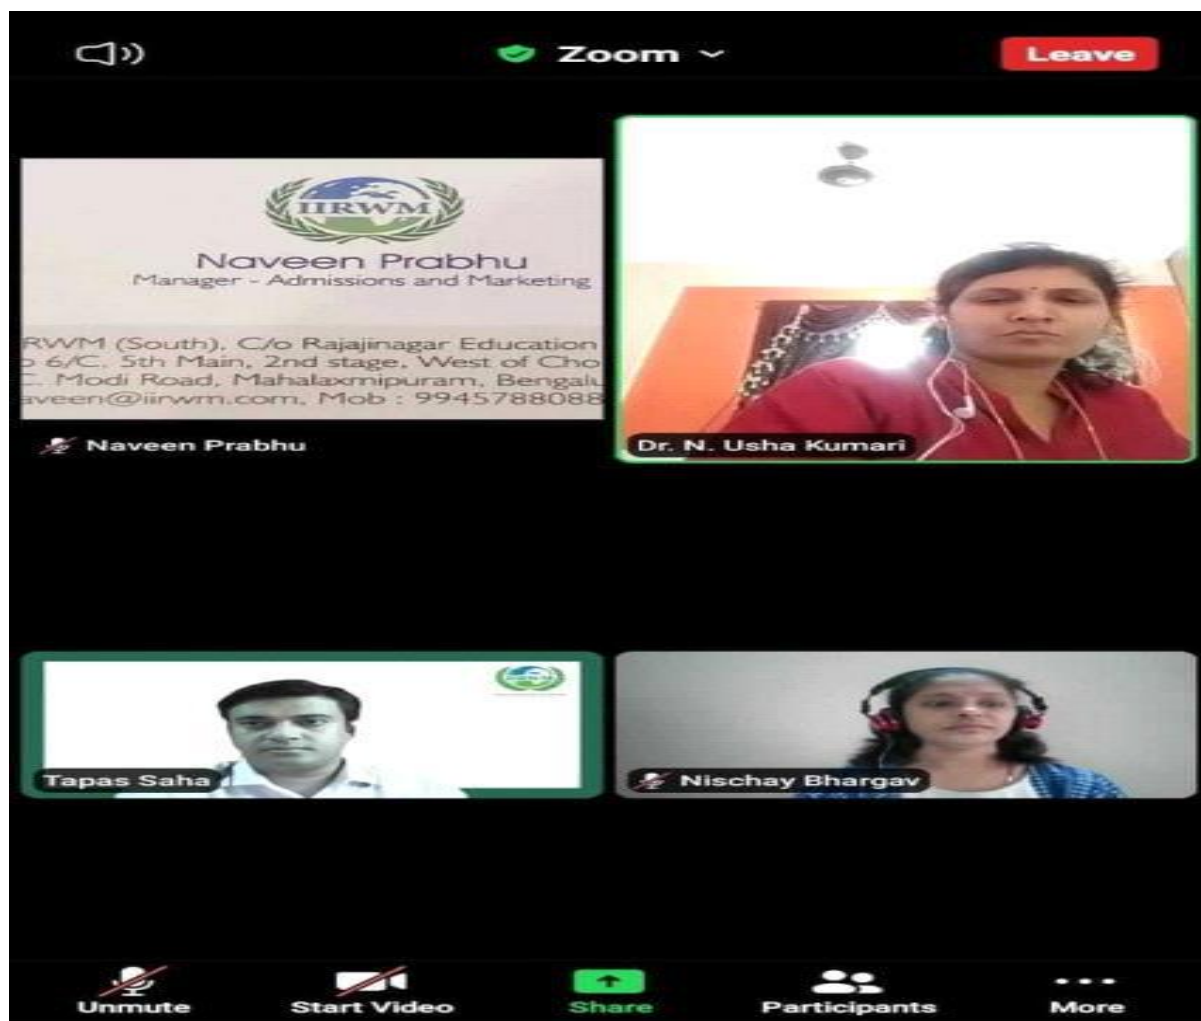 Zoom
Leave
IIRWM
Naveen Prabhu
Manager - Admissions and Marketing
RWM (South), C/o Rajajinagar Education
6/C, 5th Main, 2nd stage, West of Cho
C. Modi Road, Mahalaxmipuram, Bengalu
aveen@iirwm.com, Mob : 9945788088
Naveen Prabhu
Dr. N. Usha Kumari
Tapas Saha
Nischay Bhargav
Unmute
Start Video
Share
Participants
More